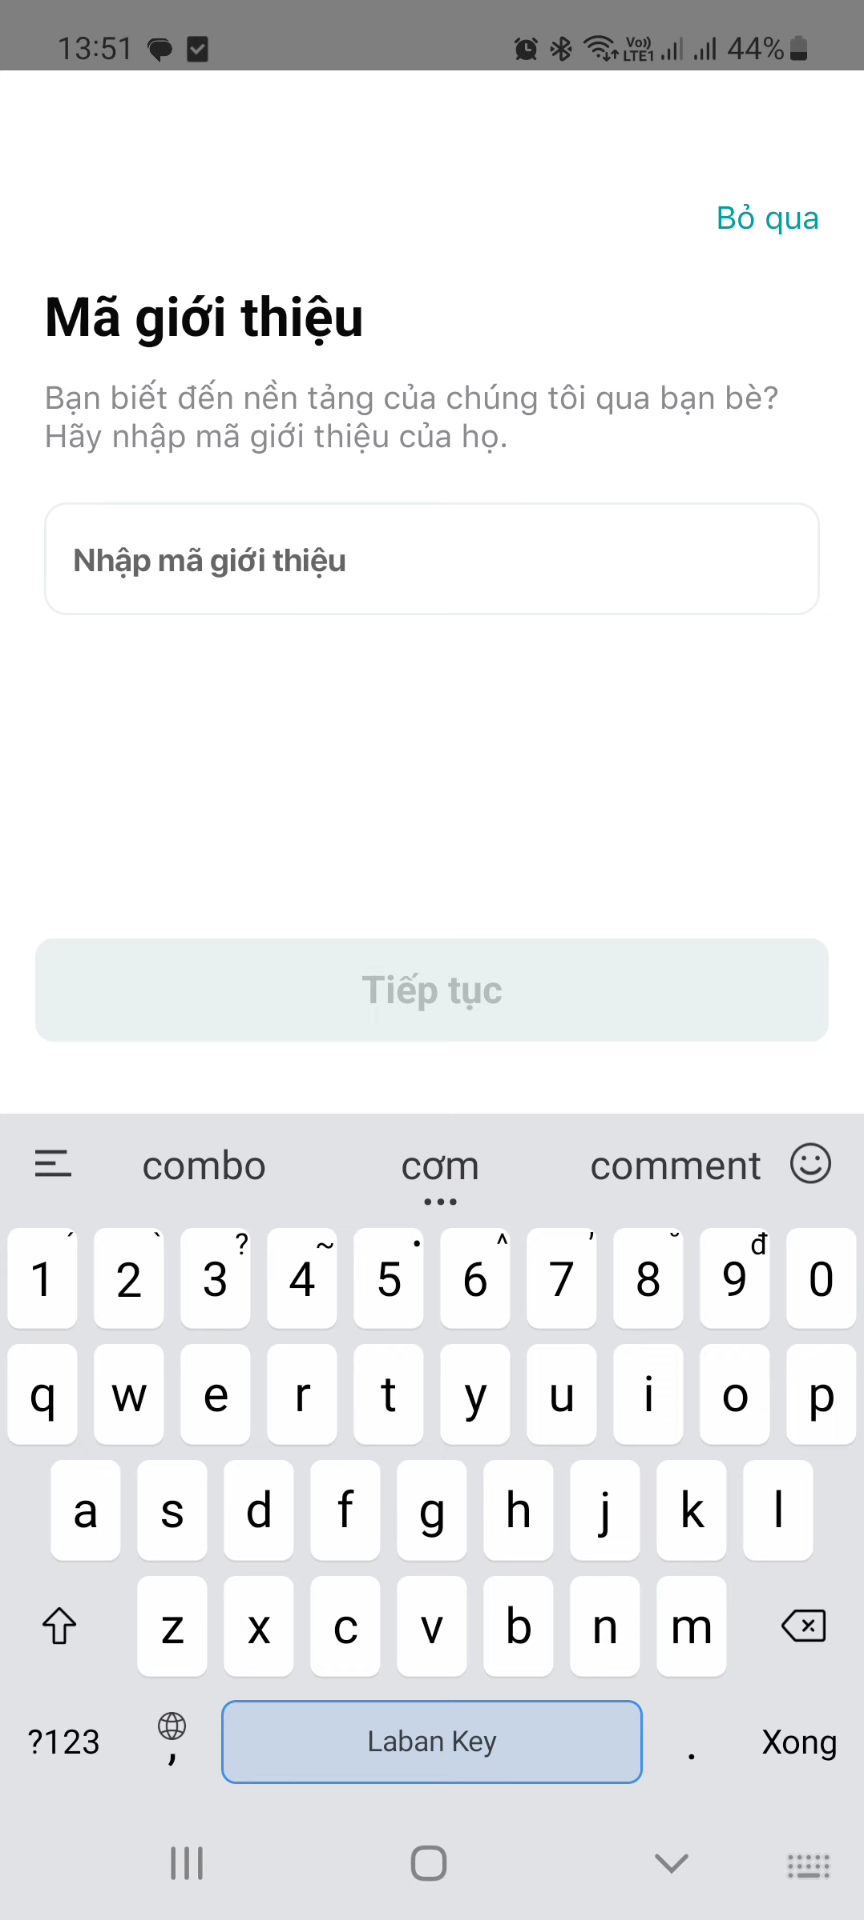 13:51 Vo)) LTE1 44%
Bỏ qua
Mã giới thiệu
Bạn biết đến nền tảng của chúng tôi qua bạn bè?
Hãy nhập mã giới thiệu của họ.
Nhập mã giới thiệu
Tiếp tục
combo cơm comment
1 2 3 4 5 6 7 8 9 0
q w e r t y u i o p
a s d f g h j k l
z x c v b n m
?123 , Laban Key . Xong